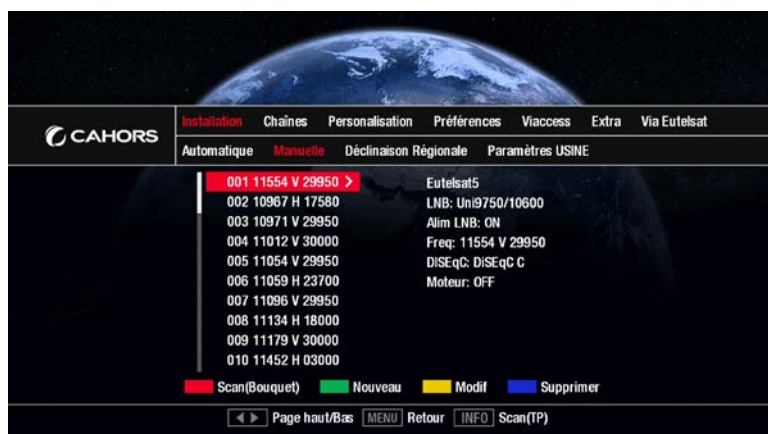 CAHORS
Installation Chaînes Personalisation Préférences Viaccess Extra Via Eutelsat
Automatique Manuelle Déclinaison Régionale Paramètres USINE
001 11554 V 29950 >
002 10967 H 17580
003 10971 V 29950
004 11012 V 30000
005 11054 V 29950
006 11059 H 23700
007 11096 V 29950
008 11134 H 18000
009 11179 V 30000
010 11452 H 03000
Eutelsat5
LNB: Uni9750/10600
Alim LNB: ON
Freq: 11554 V 29950
DISEqC: DiSEqC C
Moteur: OFF
Scan(Bouquet) Nouveau Modif Supprimer
Page haut/Bas MENU Retour INFO Scan(TP)